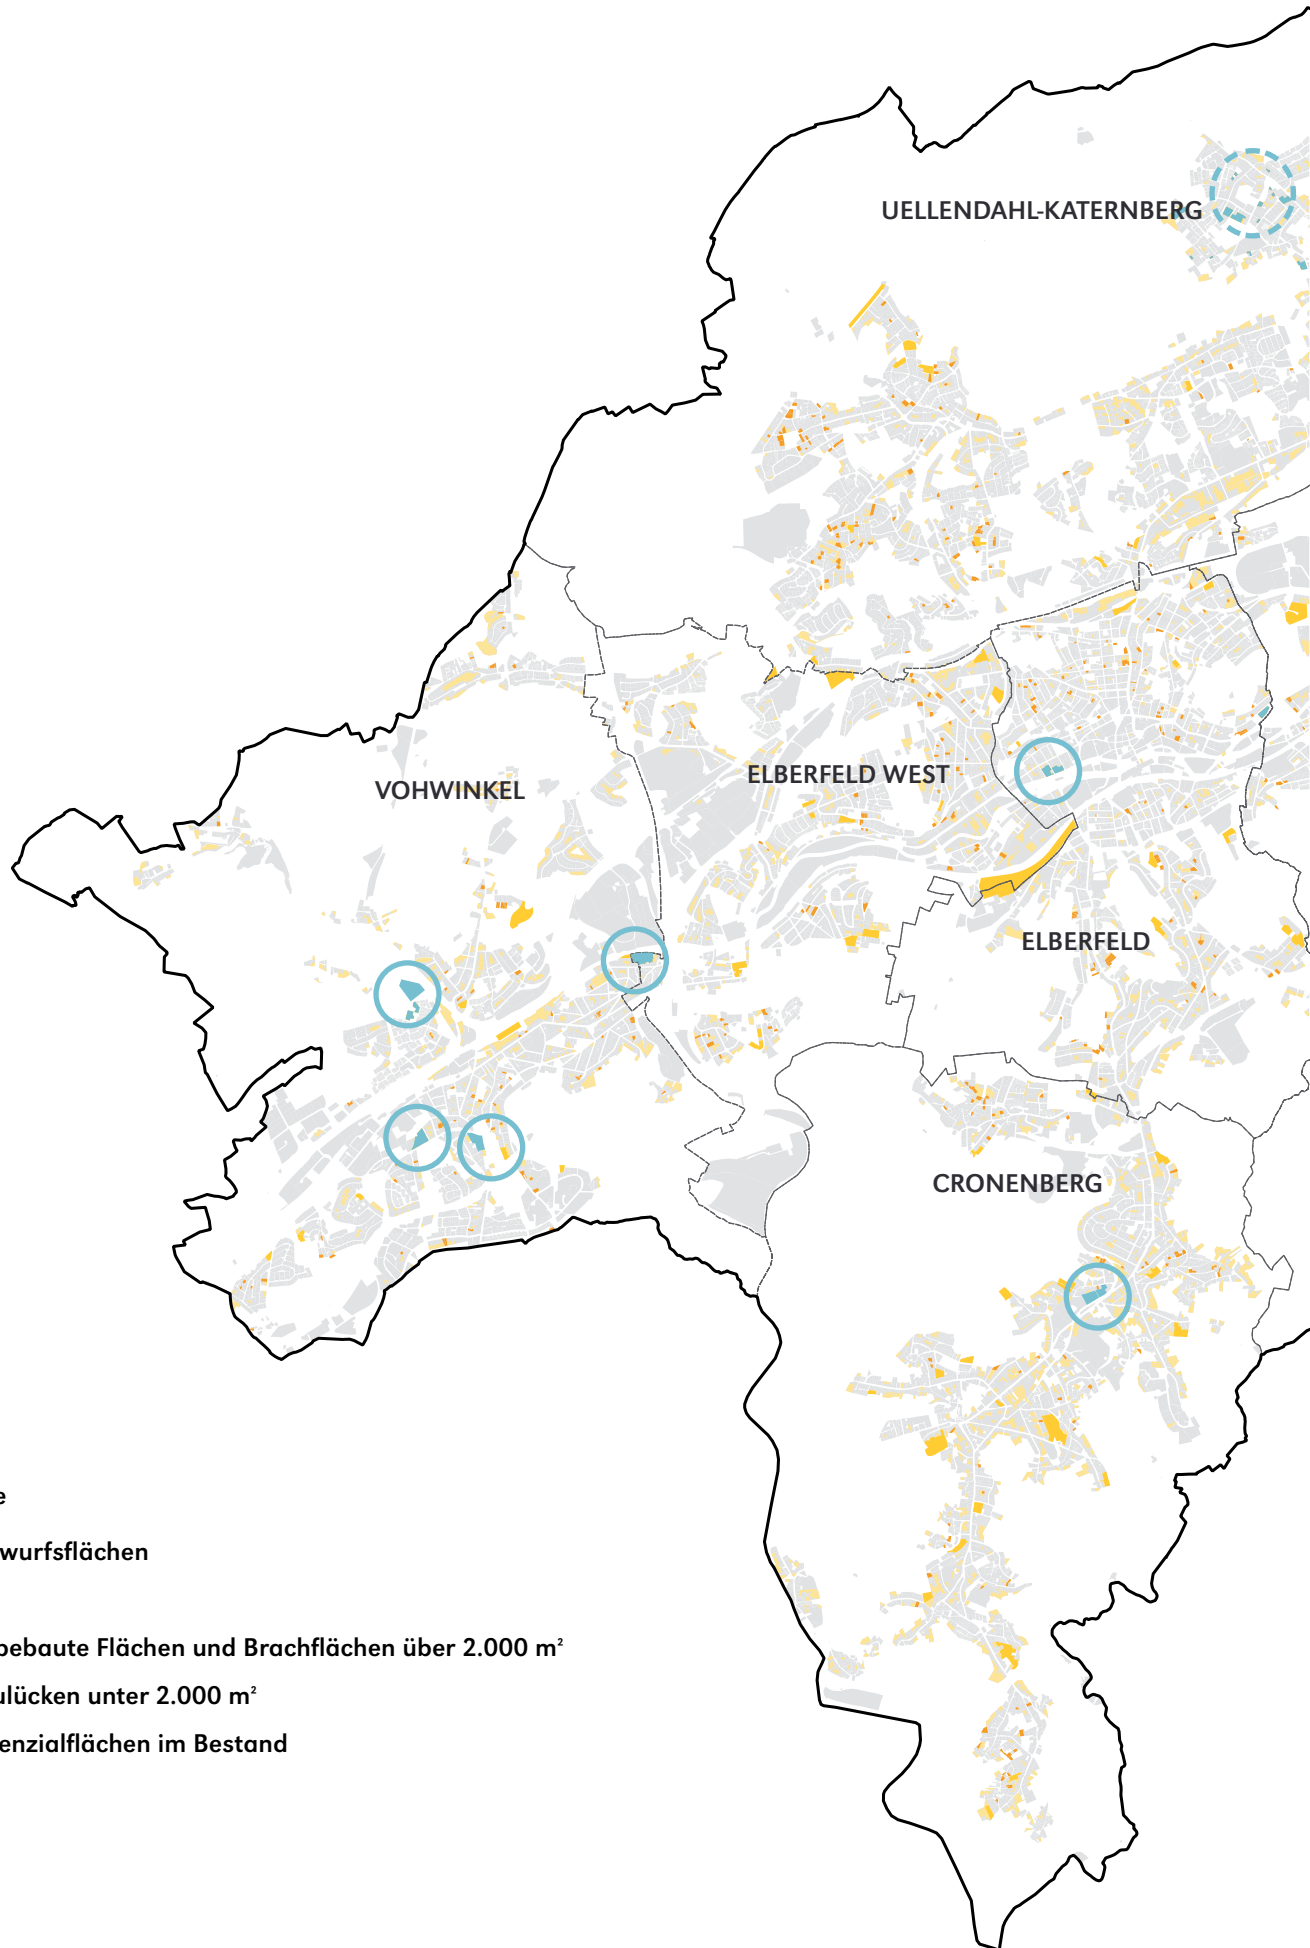 UELLENDAHL-KATERNBERG
ELBERFELD WEST
VOHWINKEL
ELBERFELD
CRONENBERG
e
wurfsflächen
bebaute Flächen und Brachflächen über 2.000 m²
ulücken unter 2.000 m²
enzialflächen im Bestand